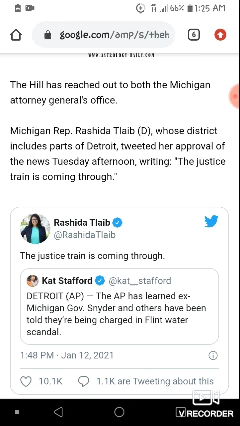 66% 1:25 AM
google.com/amp/s/theh
6
The Hill has reached out to both the Michigan
attorney general's office.
Michigan Rep. Rashida Tlaib (D), whose district
includes parts of Detroit, tweeted her approval of
the news Tuesday afternoon, writing: "The justice
train is coming through."
Rashida Tlaib
@RashidaTlaib
The justice train is coming through.
Kat Stafford @kat__stafford
DETROIT (AP) — The AP has learned ex-
Michigan Gov. Snyder and others have been
told they're being charged in Flint water
scandal.
1:48 PM · Jan 12, 2021
10.1K 1.1K are Tweeting about this
VRECORDER